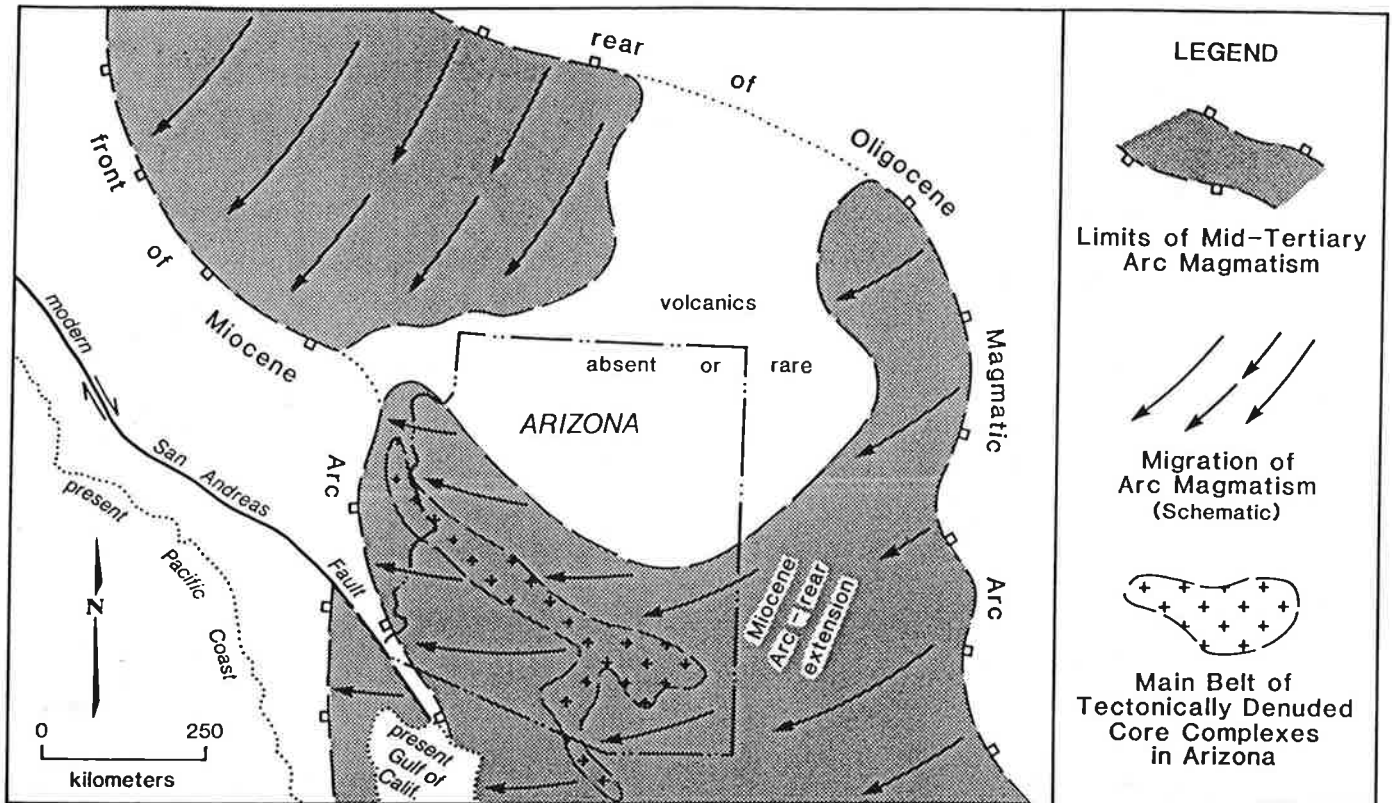 rear of Oligocene Magmatic Arc
front of Miocene Arc
volcanics
absent or rare
ARIZONA
modern San Andreas Fault
present Pacific Coast
N
0 250
kilometers
Miocene
Arc-rear
extension
present
Gulf of
Calif.
LEGEND
Limits of Mid-Tertiary
Arc Magmatism
Migration of
Arc Magmatism
(Schematic)
Main Belt of
Tectonically Denuded
Core Complexes
in Arizona